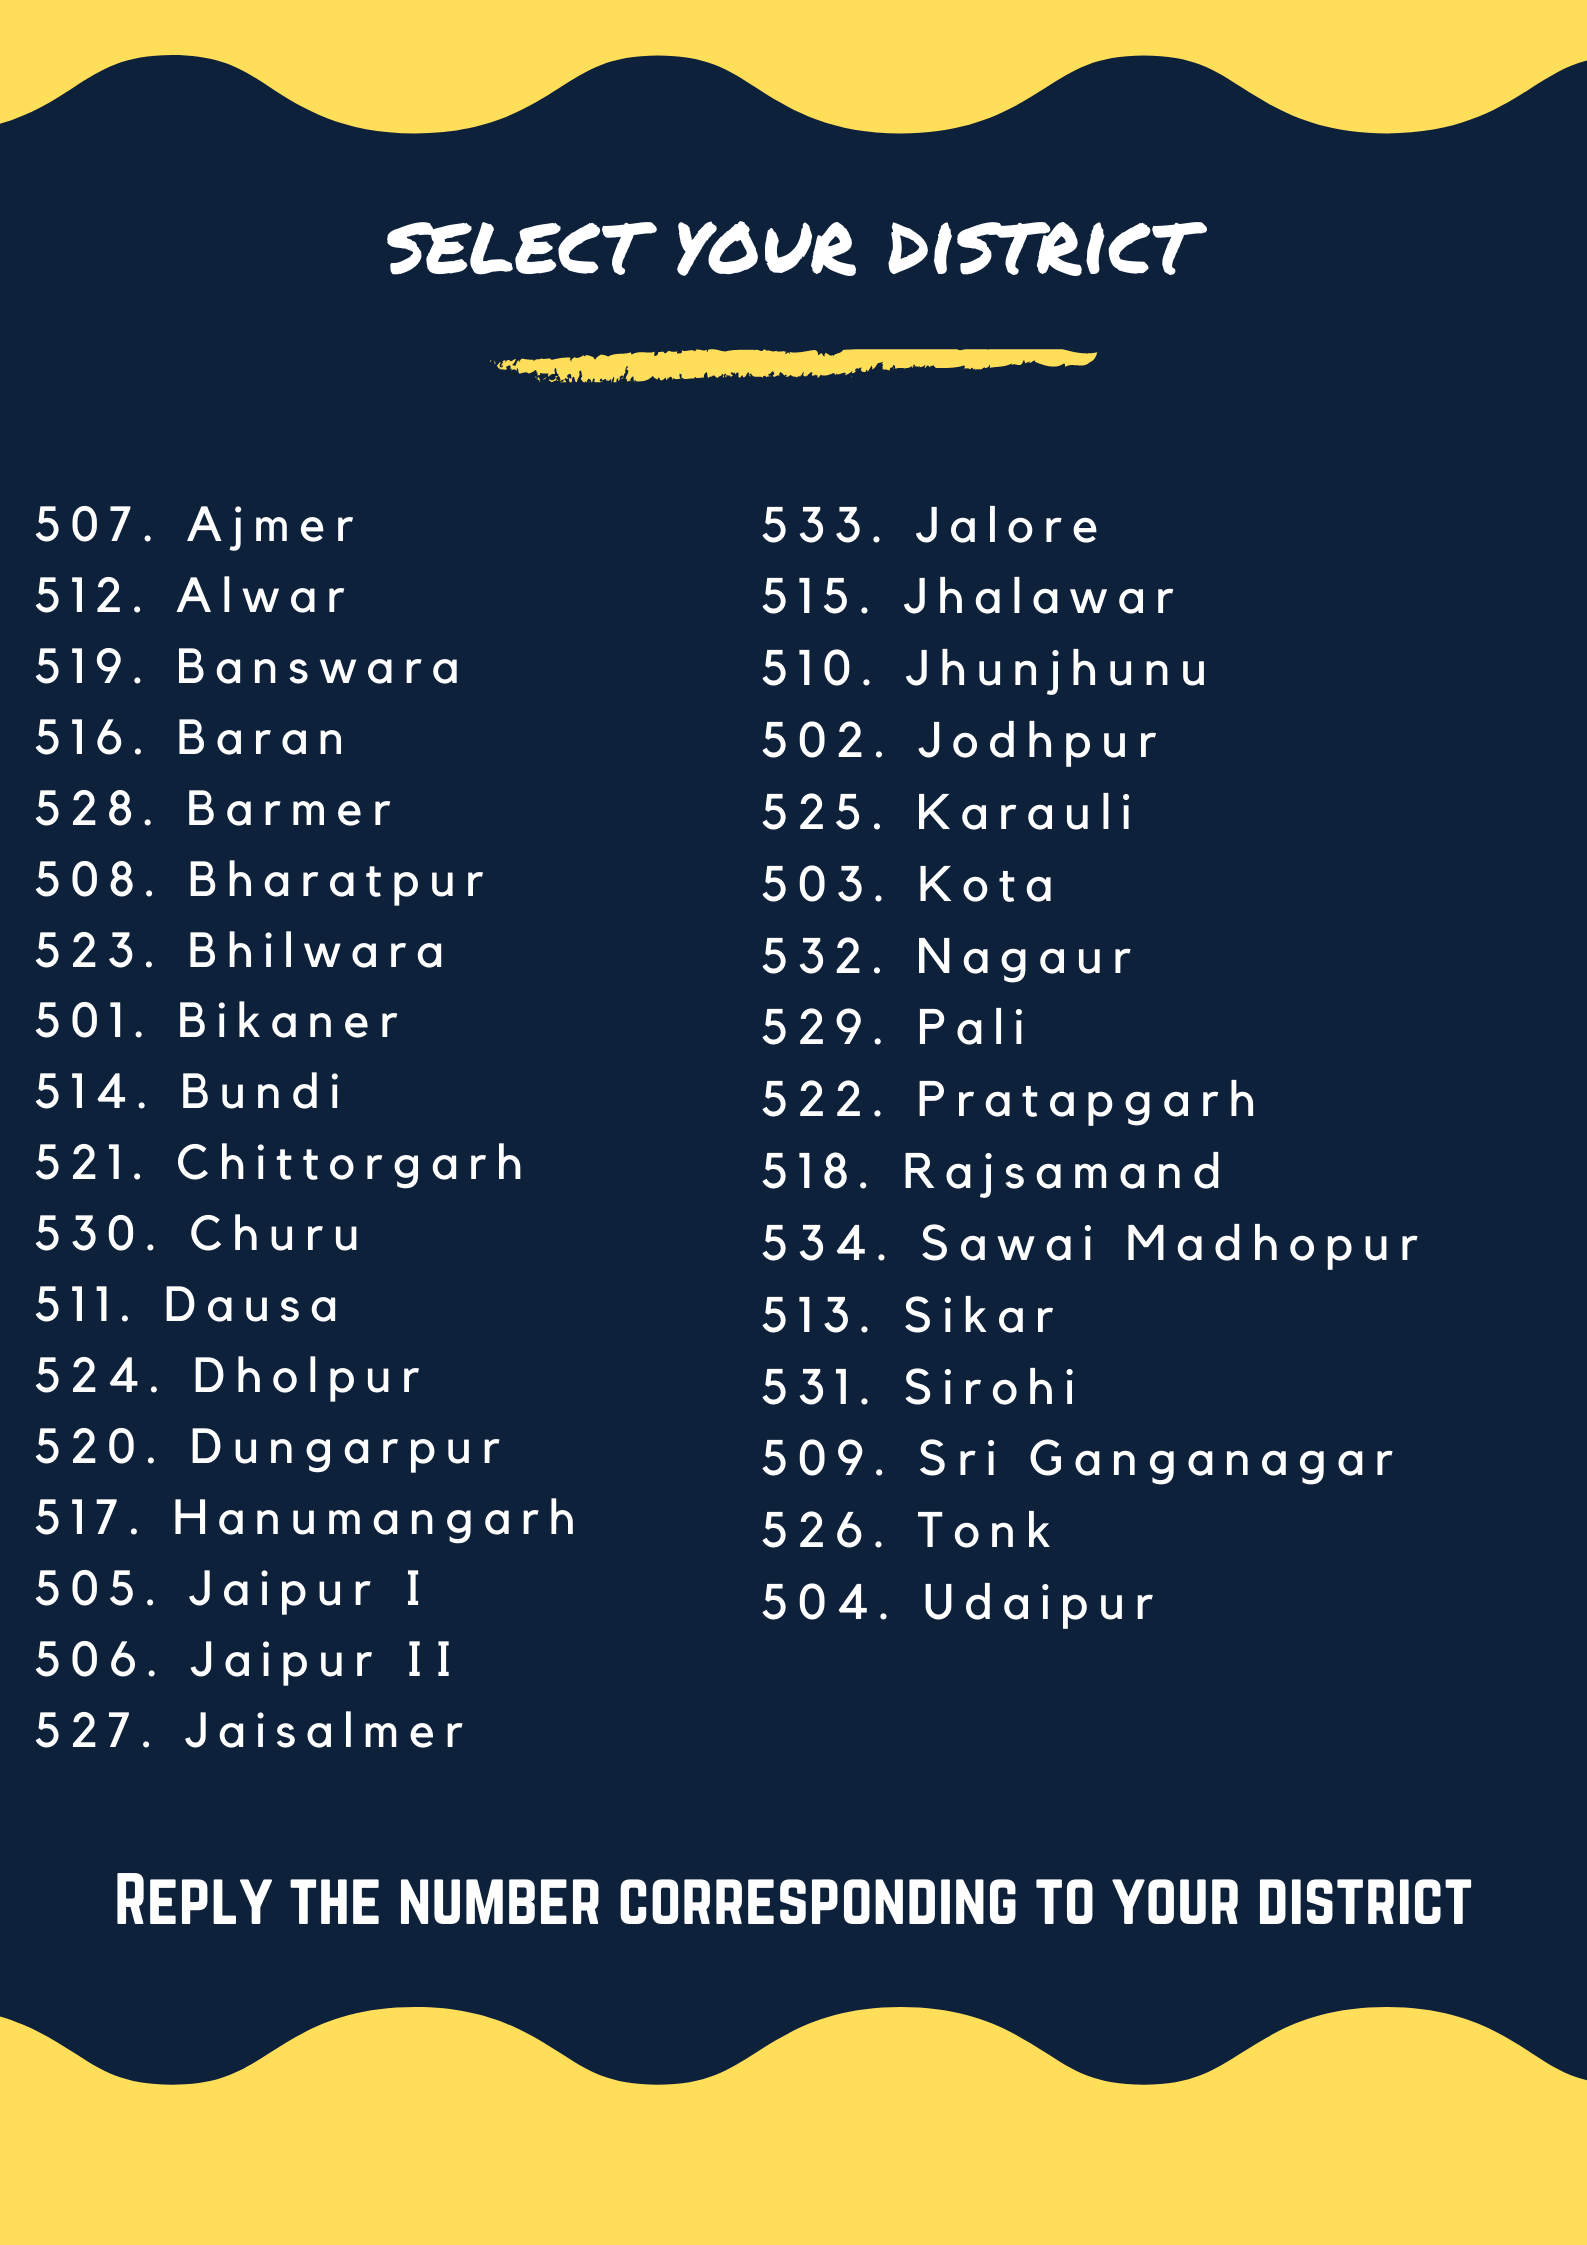 SELECT YOUR DISTRICT
507. Ajmer
512. Alwar
519. Banswara
516. Baran
528. Barmer
508. Bharatpur
523. Bhilwara
501. Bikaner
514. Bundi
521. Chittorgarh
530. Churu
511. Dausa
524. Dholpur
520. Dungarpur
517. Hanumangarh
505. Jaipur I
506. Jaipur II
527. Jaisalmer
533. Jalore
515. Jhalawar
510. Jhunjhunu
502. Jodhpur
525. Karauli
503. Kota
532. Nagaur
529. Pali
522. Pratapgarh
518. Rajsamand
534. Sawai Madhopur
513. Sikar
531. Sirohi
509. Sri Ganganagar
526. Tonk
504. Udaipur
REPLY THE NUMBER CORRESPONDING TO YOUR DISTRICT